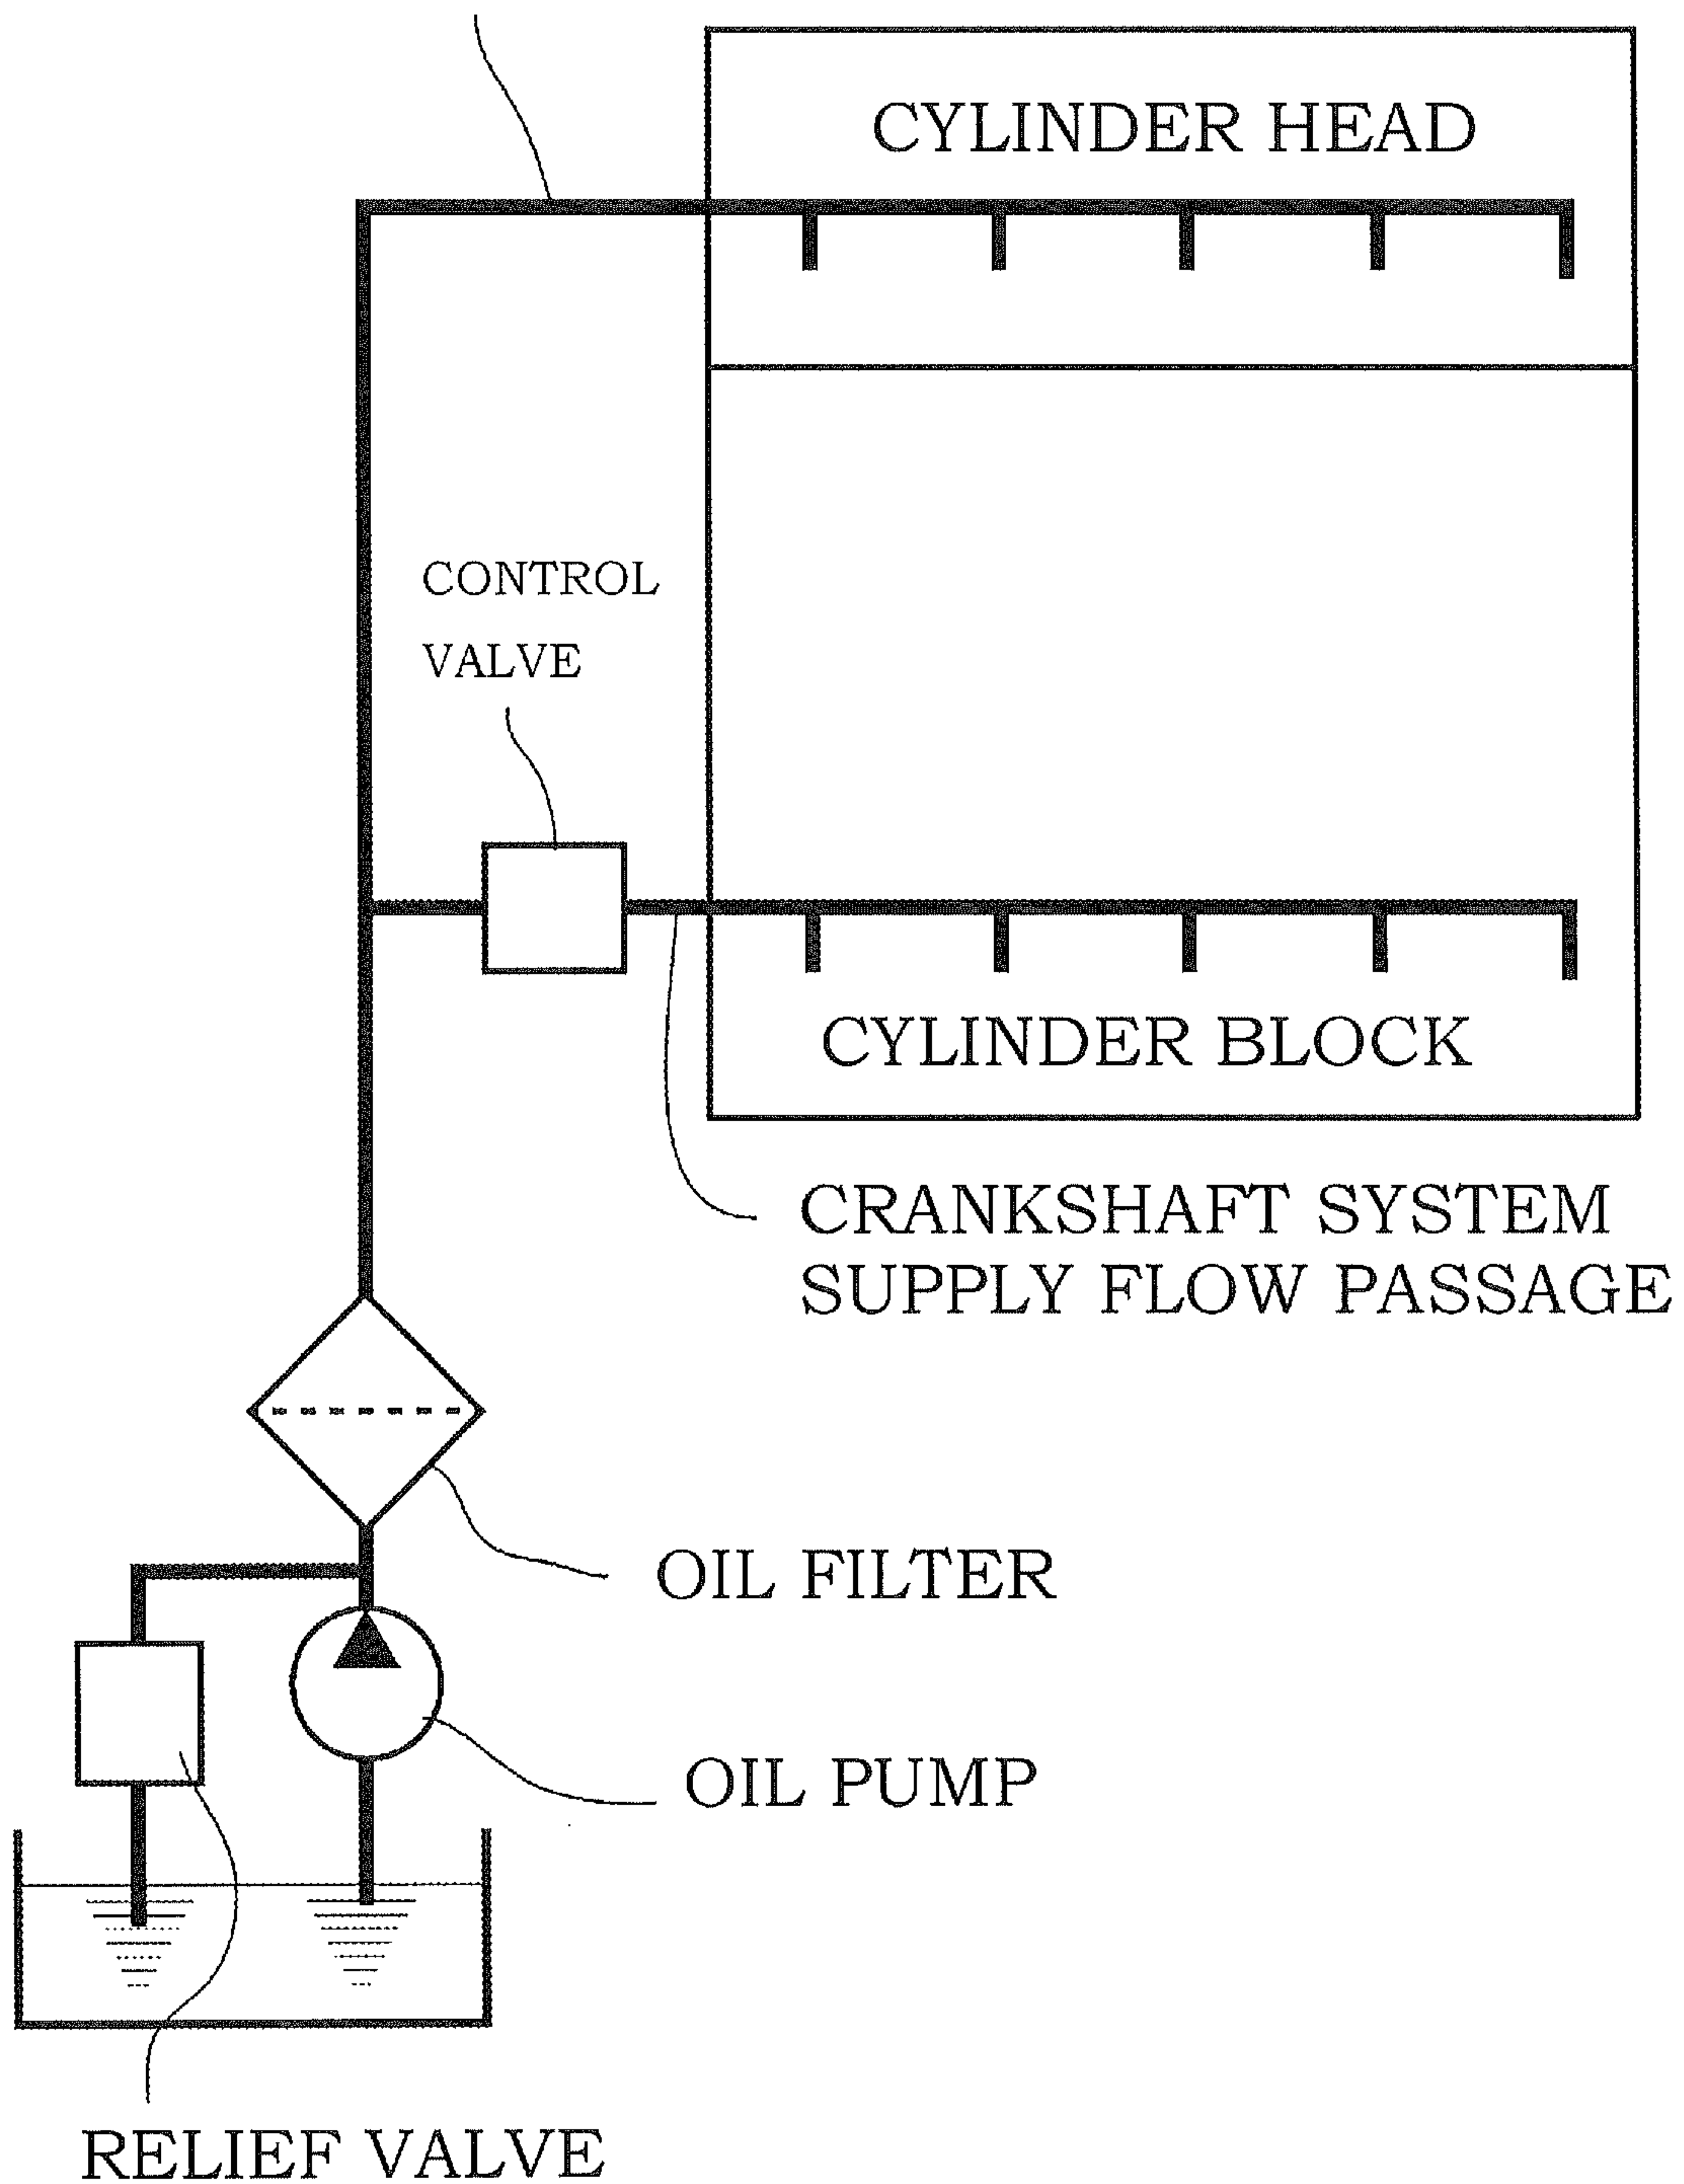 CYLINDER HEAD
CONTROL
VALVE
CYLINDER BLOCK
CRANKSHAFT SYSTEM
SUPPLY FLOW PASSAGE
OIL FILTER
OIL PUMP
RELIEF VALVE